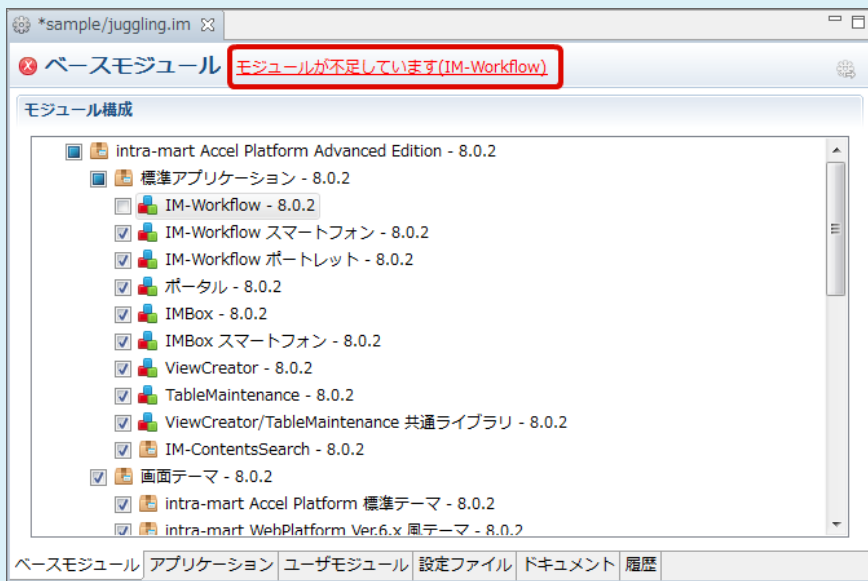 *sample/juggling.im
ベースモジュール モジュールが不足しています(IM-Workflow)
モジュール構成
intra-mart Accel Platform Advanced Edition - 8.0.2
標準アプリケーション - 8.0.2
IM-Workflow - 8.0.2
IM-Workflow スマートフォン - 8.0.2
IM-Workflow ポートレット - 8.0.2
ポータル - 8.0.2
IMBox - 8.0.2
IMBox スマートフォン - 8.0.2
ViewCreator - 8.0.2
TableMaintenance - 8.0.2
ViewCreator/TableMaintenance 共通ライブラリ - 8.0.2
IM-ContentsSearch - 8.0.2
画面テーマ - 8.0.2
intra-mart Accel Platform 標準テーマ - 8.0.2
intra-mart WebPlatform Ver.6.x 風テーマ - 8.0.2
ベースモジュール アプリケーション ユーザモジュール 設定ファイル ドキュメント 履歴